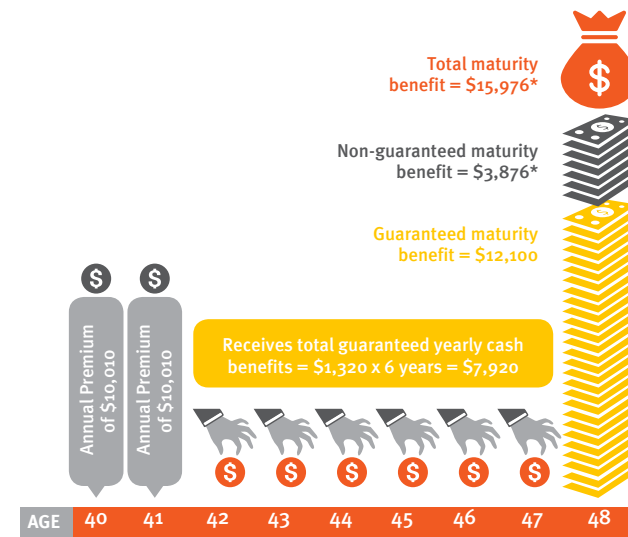 Total maturity
benefit = $15,976*
Non-guaranteed maturity
benefit = $3,876*
Guaranteed maturity
benefit = $12,100
$
$
Annual Premium
of $10,010
Annual Premium
of $10,010
Receives total guaranteed yearly cash
benefits = $1,320 x 6 years = $7,920
$ $ $ $ $ $
$
$
$
AGE 40 41 42 43 44 45 46 47 48